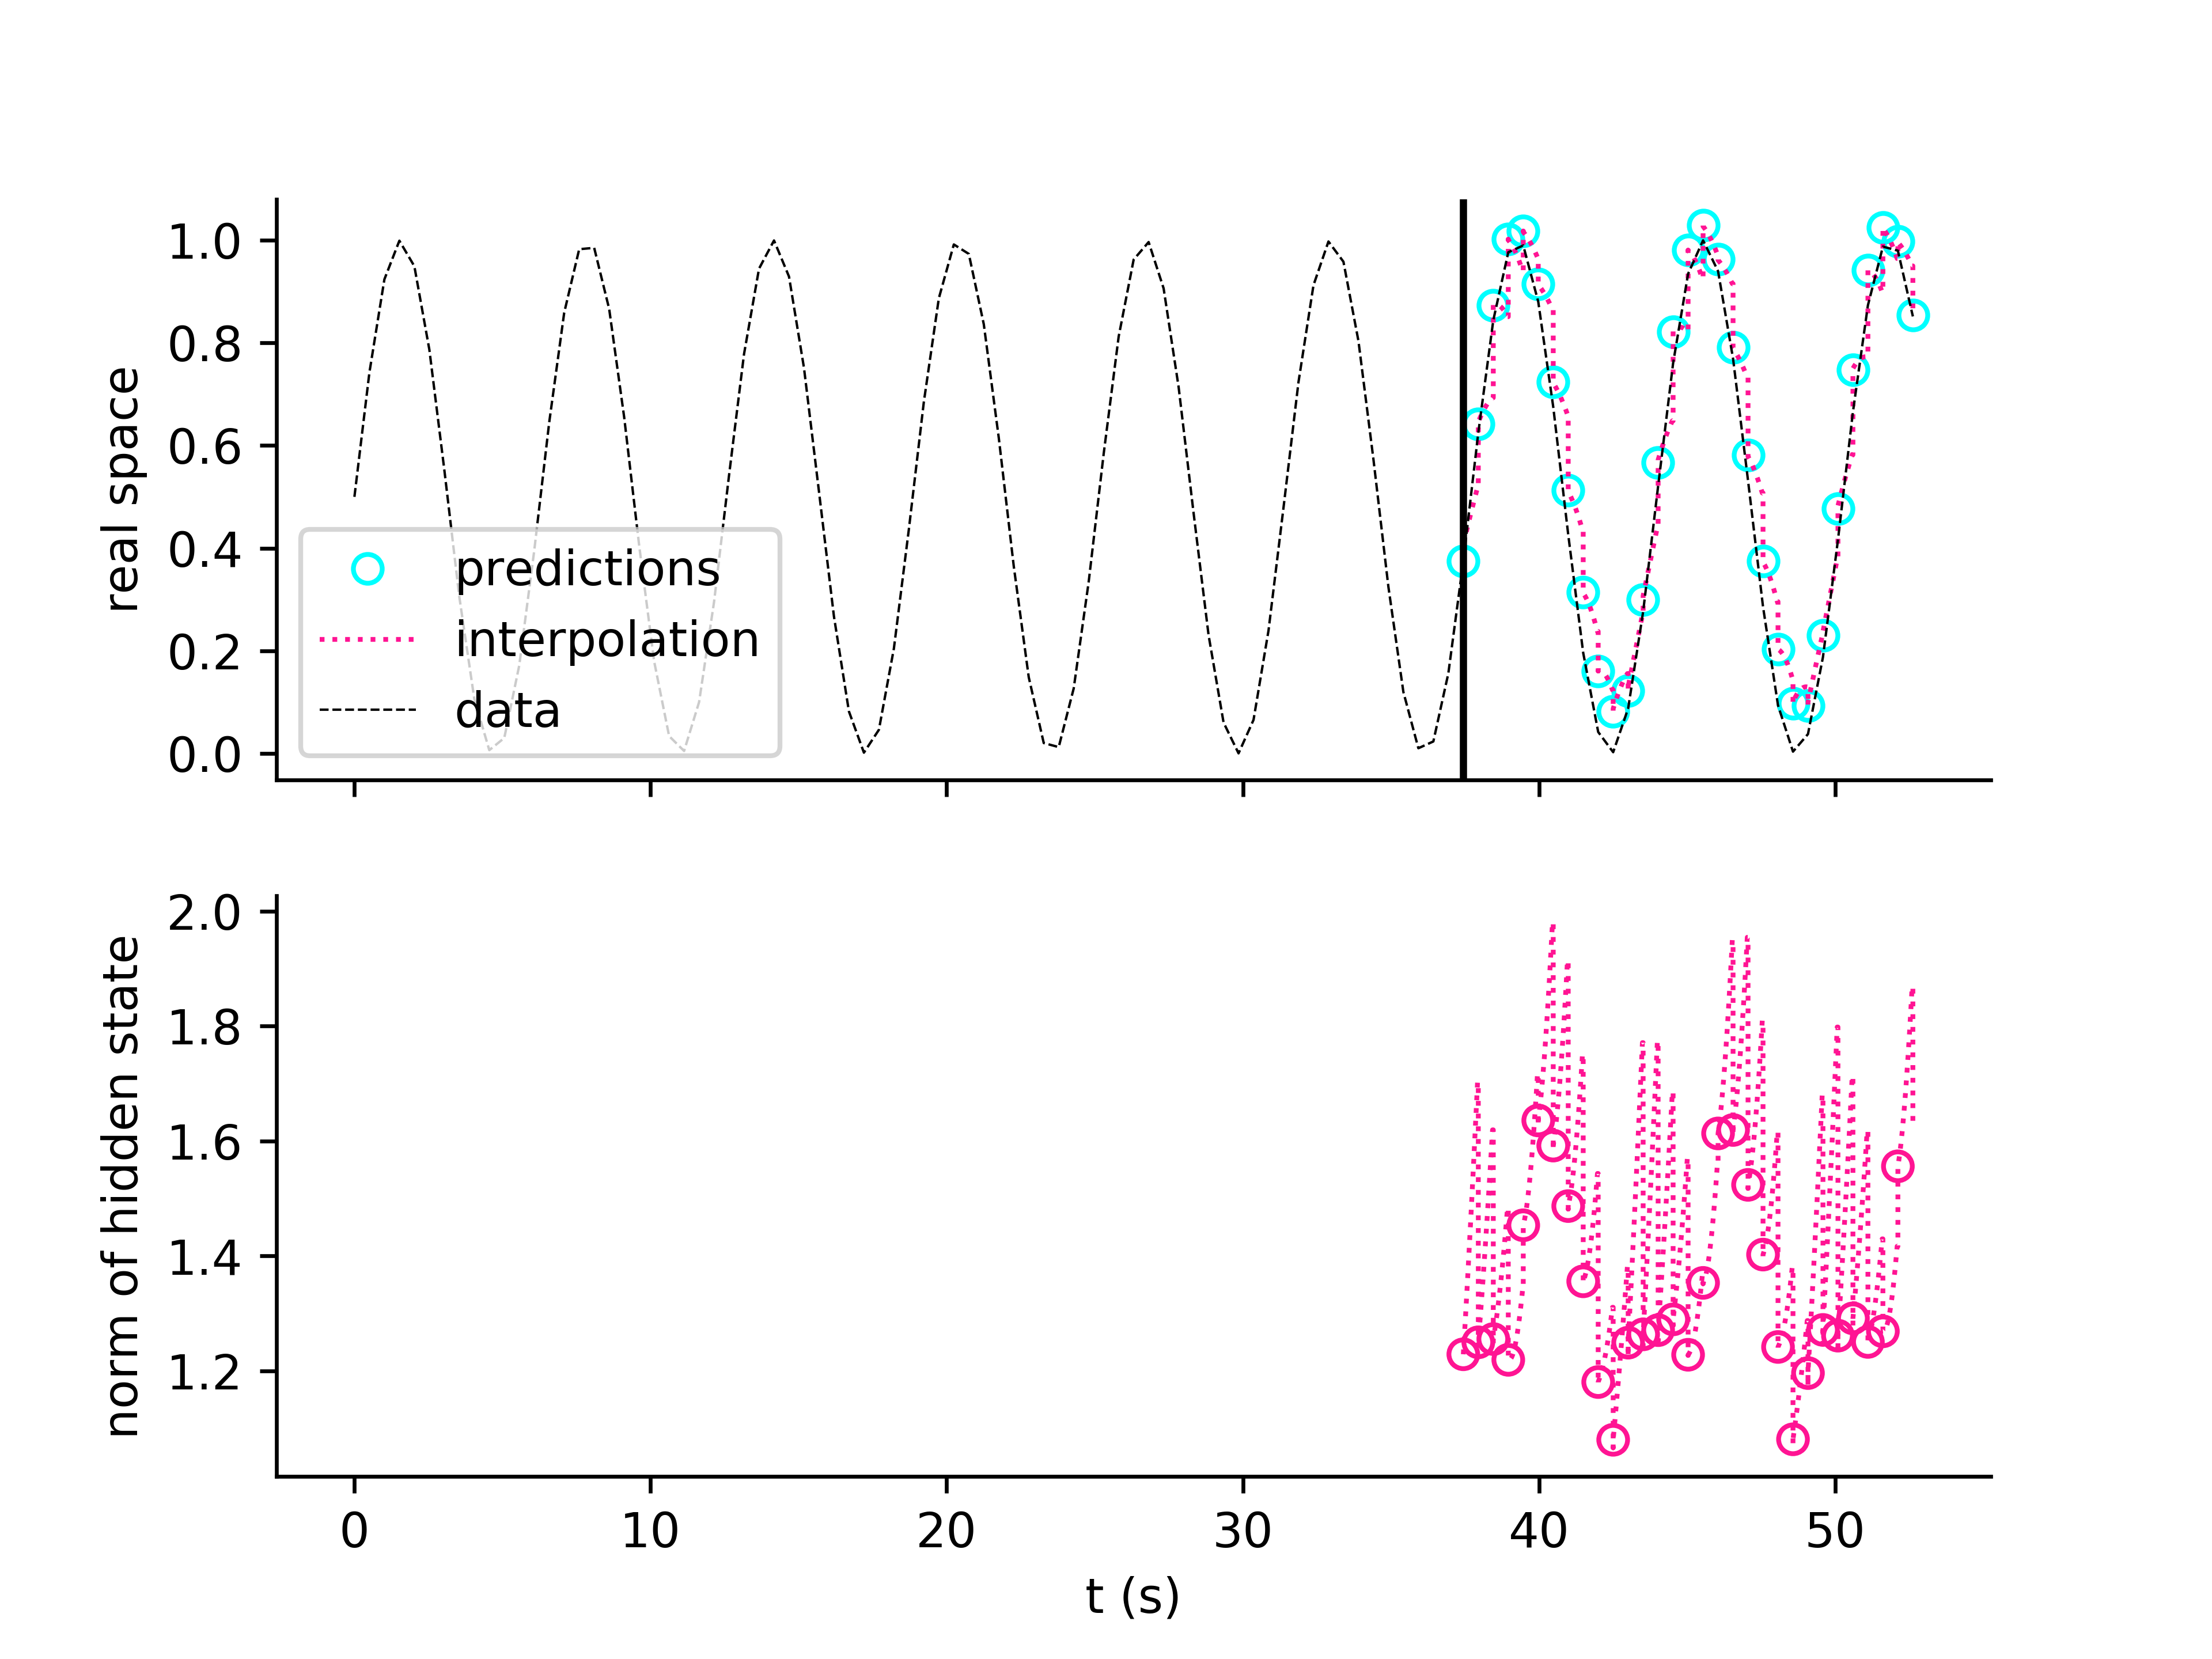 1.0
0.8
0.6
0.4
0.2
0.0
real space
predictions
interpolation
data
2.0
1.8
1.6
1.4
1.2
norm of hidden state
0 10 20 30 40 50
t (s)